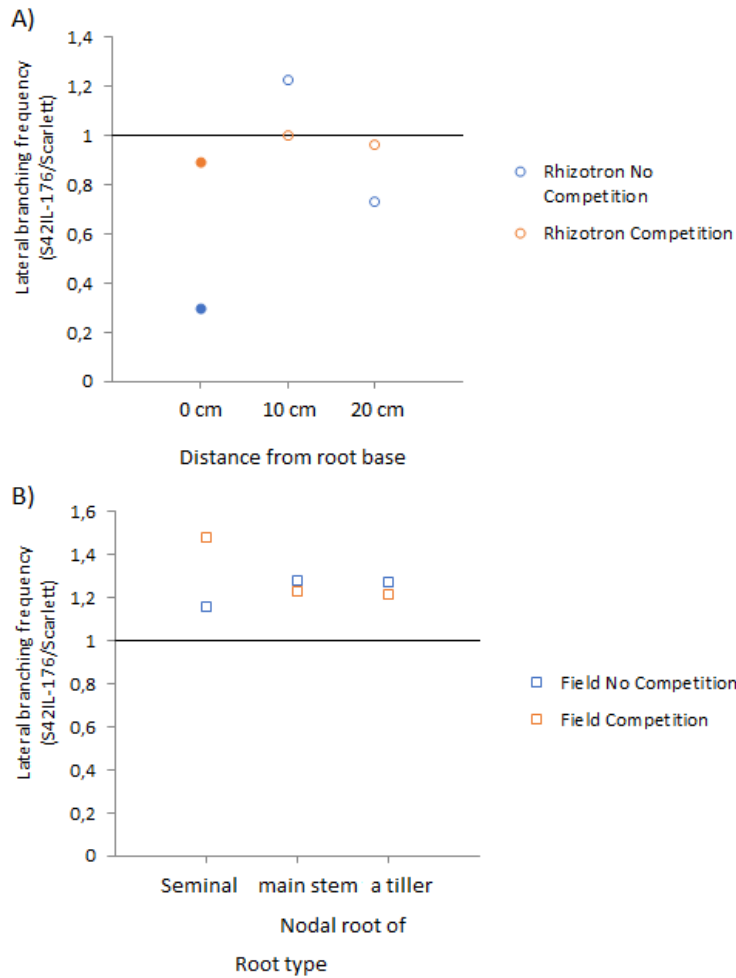 A)
Lateral branching frequency
(S42IL-176/Scarlett)
1,4
1,2
1
0,8
0,6
0,4
0,2
0
0 cm 10 cm 20 cm
Distance from root base
Rhizotron No
Competition
Rhizotron Competition
B)
Lateral branching frequency
(S42IL-176/Scarlett)
1,6
1,4
1,2
1
0,8
0,6
0,4
0,2
0
Seminal main stem a tiller
Nodal root of
Root type
Field No Competition
Field Competition